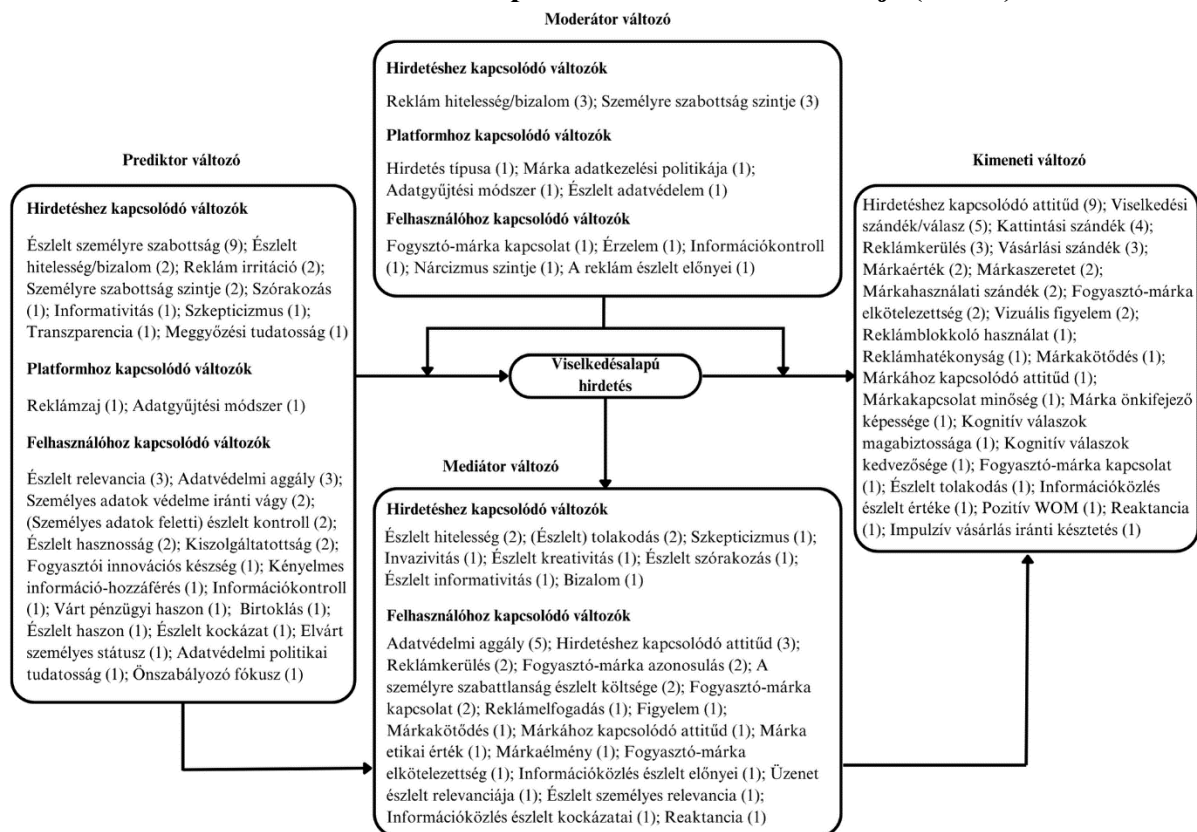 Moderátor változó
Hirdetéshez kapcsolódó változók
Reklám hitelesség/bizalom (3); Személyre szabottság szintje (3)
Platformhoz kapcsolódó változók
Hirdetés típusa (1); Márka adatkezelési politikája (1);
Adatgyűjtési módszer (1); Észlelt adatvédelem (1)
Felhasználóhoz kapcsolódó változók
Fogysztó-márka kapcsolat (1); Érzelem (1); Információkontroll
(1); Nárcizmus szintje (1); A reklám észlelt előnyei (1)
Prediktor változó
Hirdetéshez kapcsolódó változók
Észlelt személyre szabottság (9); Észlelt
hitelesség/bizalom (2); Reklám irritáció (2);
Személyre szabottság szintje (2); Szórakozás
(1); Informativitás (1); Szkepticizmus (1);
Transzparencia (1); Meggyőzési tudatosság (1)
Platformhoz kapcsolódó változók
Reklámzaj (1); Adatgyűjtési módszer (1)
Felhasználóhoz kapcsolódó változók
Észlelt relevancia (3); Adatvédelmi aggály (3);
Személyes adatok védelme iránti vágy (2);
(Személyes adatok feletti) észlelt kontroll (2);
Észlelt hasznosság (2); Kiszolgáltatottság (2);
Fogyasztói innovációs készség (1); Kényelmes
információ-hozzáférés (1); Információkontroll
(1); Várt pénzügyi haszon (1); Birtoklás (1);
Észlelt haszon (1); Észlelt kockázat (1); Elvárt
személyes státusz (1); Adatvédelmi politikai
tudatosság (1); Önszabályozó fókusz (1)
Viselkedésalapú
hirdetés
Mediátor változó
Hirdetéshez kapcsolódó változók
Észlelt hitelesség (2); (Észlelt) tolakodás (2); Szkepticizmus (1);
Invazivitás (1); Észlelt kreativitás (1); Észlelt szórakozás (1);
Észlelt informativitás (1); Bizalom (1)
Felhasználóhoz kapcsolódó változók
Adatvédelmi aggály (5); Hirdetéshez kapcsolódó attitűd (3);
Reklámkerülés (2); Fogyasztó-márka azonosulás (2); A
személyre szabattlanság észlelt költsége (2); Fogyasztó-márka
kapcsolat (2); Reklámelfogadás (1); Figyelem (1);
Márkakötődés (1); Márkához kapcsolódó attitűd (1); Márka
etikai érték (1); Márkaélmény (1); Fogyasztó-márka
elkötelezettség (1); Információközlés észlelt előnyei (1); Üzenet
észlelt relevanciája (1); Észlelt személyes relevancia (1);
Információközlés észlelt kockázatai (1); Reaktancia (1)
Kimeneti változó
Hirdetéshez kapcsolódó attitűd (9); Viselkedési
szándék/válasz (5); Kattintási szándék (4);
Reklámkerülés (3); Vásárlási szándék (3);
Márkaérték (2); Márkaszeretet (2);
Márkahasználati szándék (2); Fogyasztó-márka
elkötelezettség (2); Vizuális figyelem (2);
Reklámblokkoló használat (1);
Reklámhatékonyság (1); Márkakötődés (1);
Márkához kapcsolódó attitűd (1);
Márkakapcsolat minőség (1); Márka önkifejező
képessége (1); Kognitív válaszok
magabiztossága (1); Kognitív válaszok
kedvezősége (1); Fogyasztó-márka kapcsolat
(1); Észlelt tolakodás (1); Információközlés
észlelt értéke (1); Pozitív WOM (1); Reaktancia
(1); Impulzív vásárlás iránti késztetés (1)